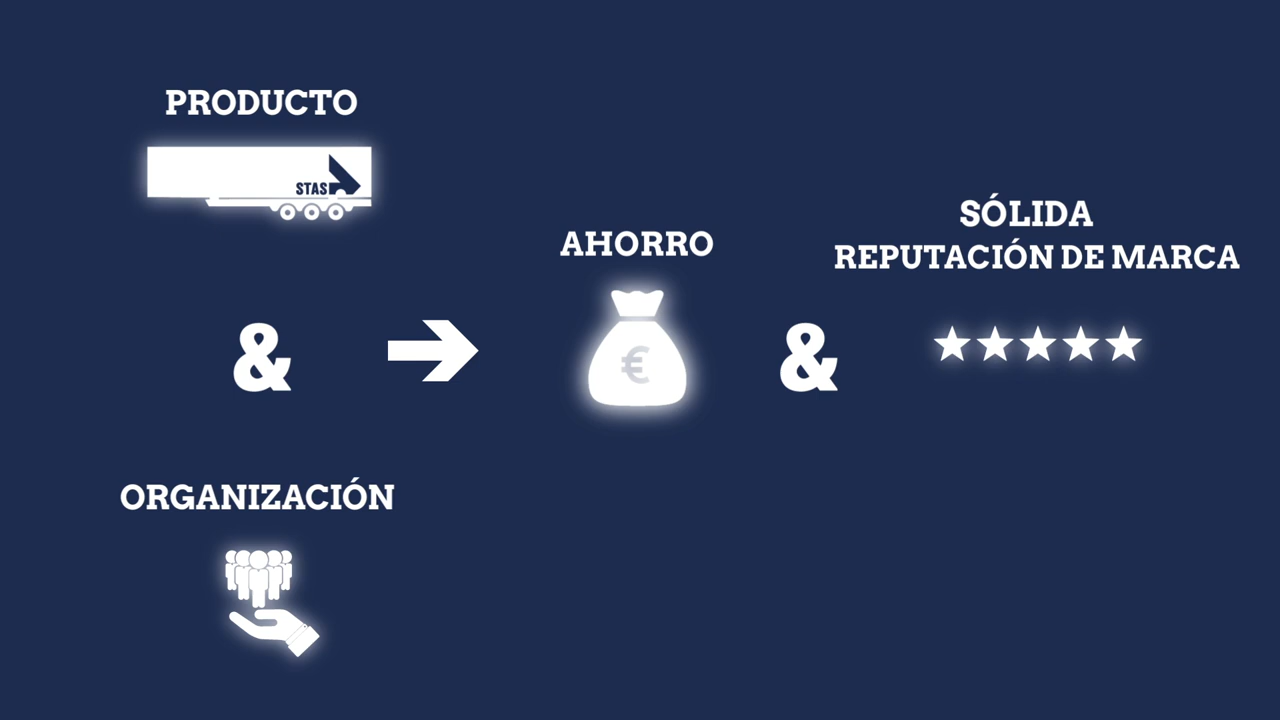 PRODUCTO
STAS
&
ORGANIZACIÓN
AHORRO
€
&
SÓLIDA
REPUTACIÓN DE MARCA